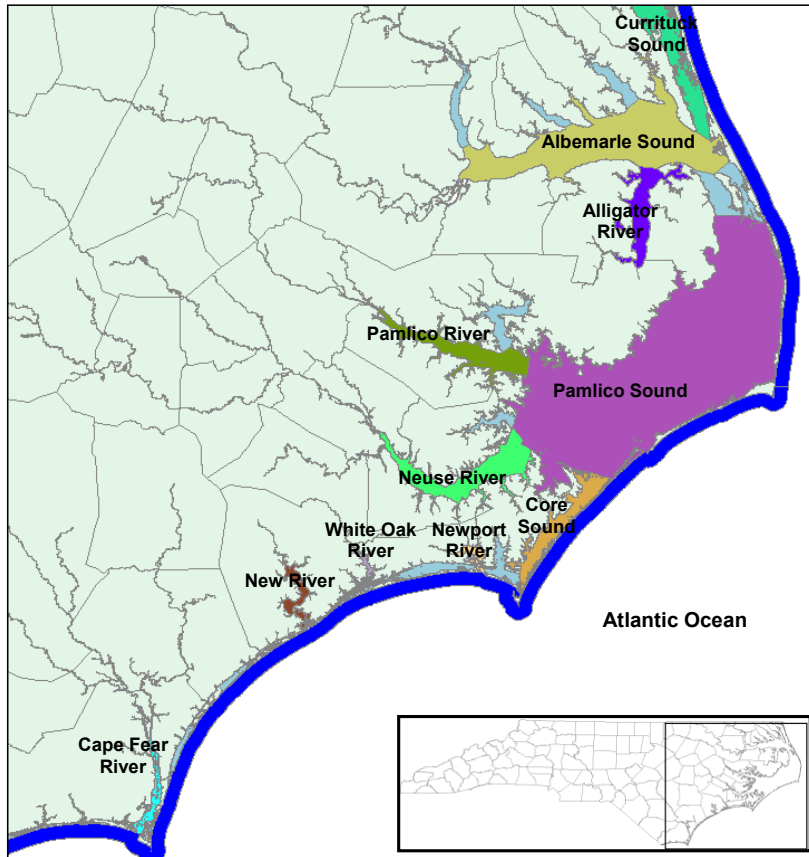 Currituck
Sound
Albemarle Sound
Alligator
River
Pamlico River
Pamlico Sound
Neuse River
Core
Sound
White Oak
River
Newport
River
New River
Atlantic Ocean
Cape Fear
River